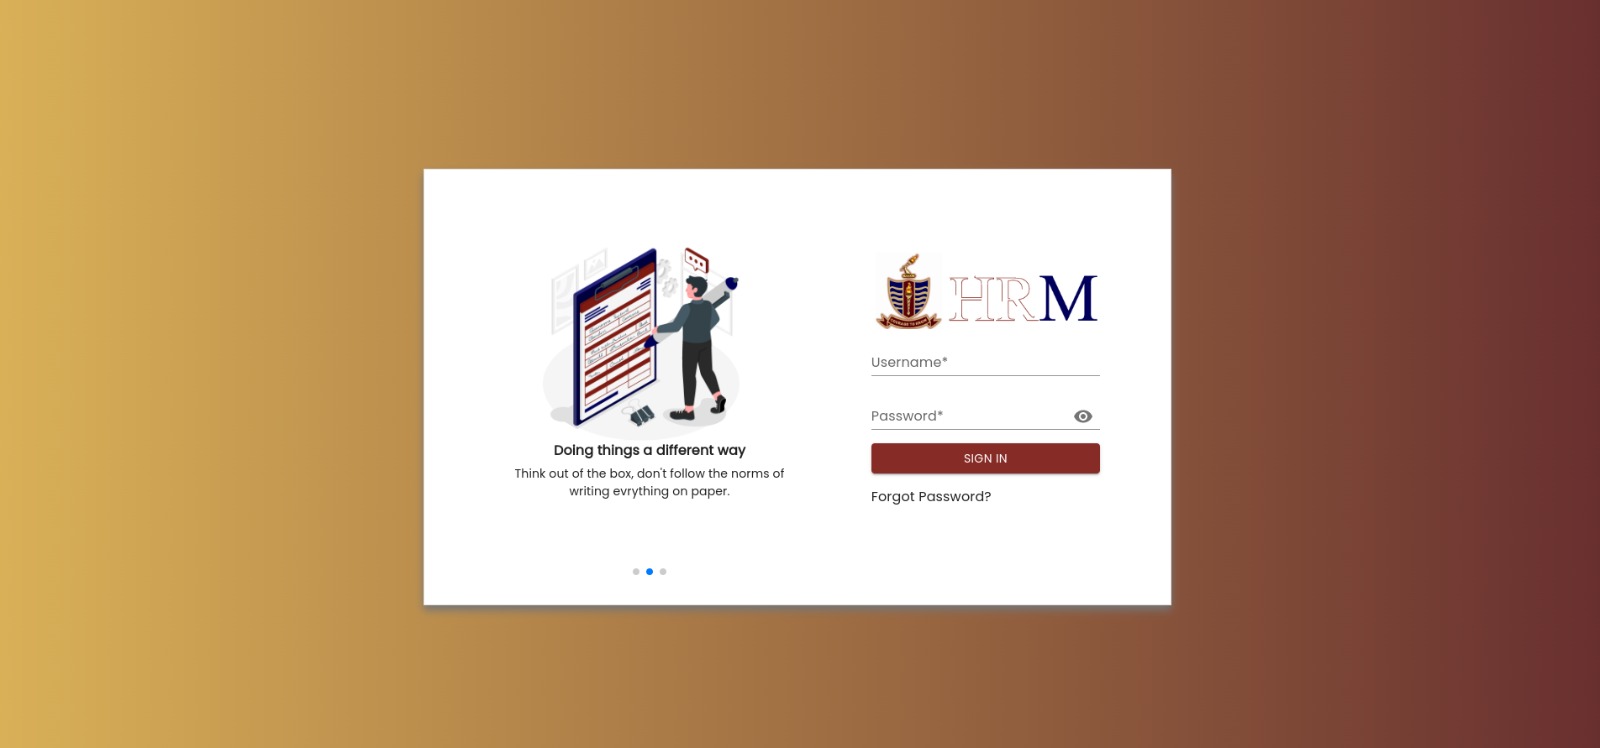 HRM
Username*
Password*
SIGN IN
Forgot Password?
Doing things a different way
Think out of the box, don't follow the norms of
writing evrything on paper.